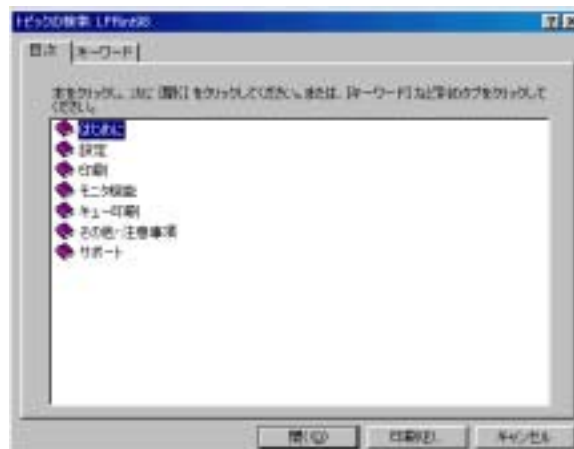 トピックの検索: LPRint98
目次
キーワード
本をクリックし、次に [開く] をクリックしてください。または、[キーワード] など別のタブをクリックして
ください。
はじめに
設定
印刷
モニタ機能
キュー印刷
その他・注意事項
サポート
開く(O)
印刷(P)...
キャンセル